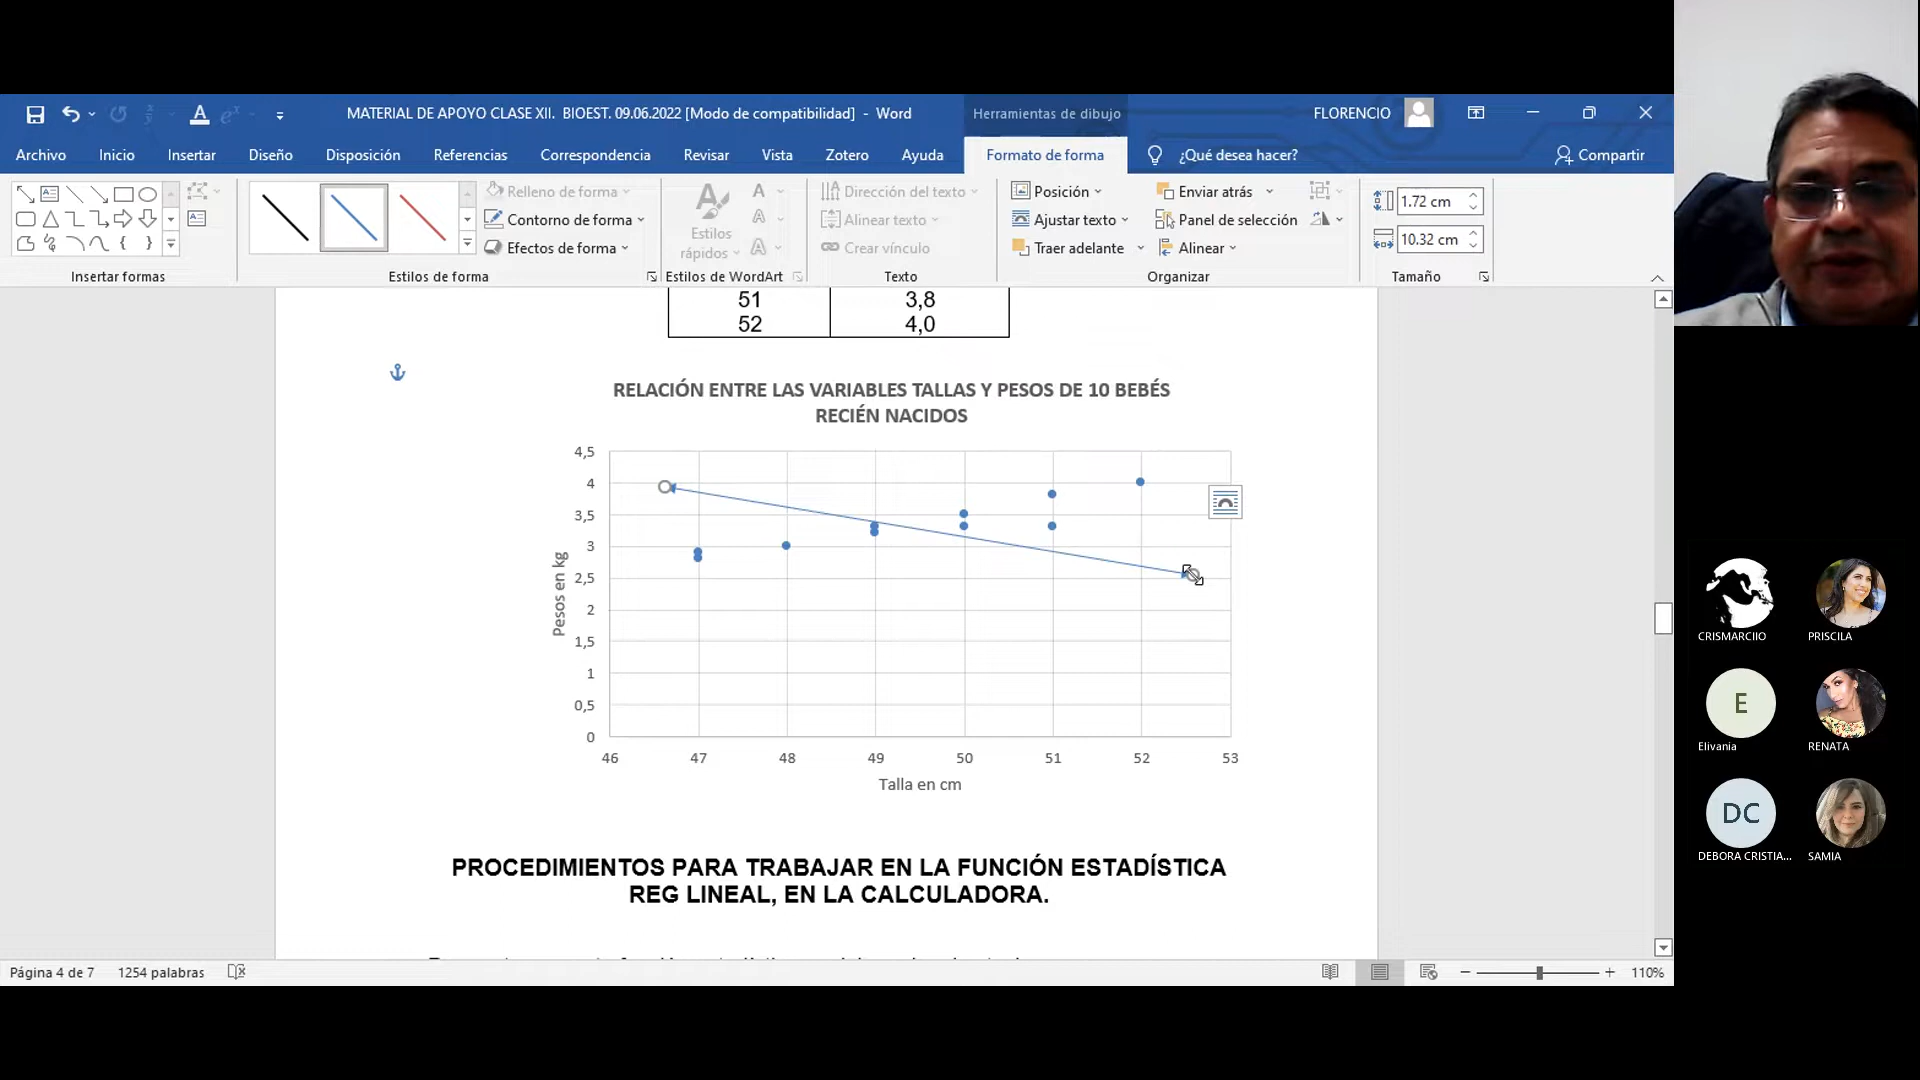 MATERIAL DE APOYO CLASE XII. BIOEST. 09.06.2022 [Modo de compatibilidad] - Word
Herramientas de dibujo
FLORENCIO
Archivo
Inicio
Insertar
Diseño
Disposición
Referencias
Correspondencia
Revisar
Vista
Zotero
Ayuda
Formato de forma
¿Qué desea hacer?
Compartir
Relleno de forma
Contorno de forma
Efectos de forma
Estilos
rápidos
Dirección del texto
Alinear texto
Crear vínculo
Posición
Ajustar texto
Traer adelante
Enviar atrás
Panel de selección
Alinear
1.72 cm
10.32 cm
Insertar formas
Estilos de forma
Estilos de WordArt
Texto
Organizar
Tamaño
51 3,8
52 4,0
RELACIÓN ENTRE LAS VARIABLES TALLAS Y PESOS DE 10 BEBÉS
RECIÉN NACIDOS
4,5
4
3,5
3
2,5
2
1,5
1
0,5
0
Pesos en kg
46 47 48 49 50 51 52 53
Talla en cm
PROCEDIMIENTOS PARA TRABAJAR EN LA FUNCIÓN ESTADÍSTICA
REG LINEAL, EN LA CALCULADORA.
Página 4 de 7
1254 palabras
110%
CRISMARCIIO
PRISCILA
E
Elivania
RENATA
DC
DEBORA CRISTIA...
SAMIA